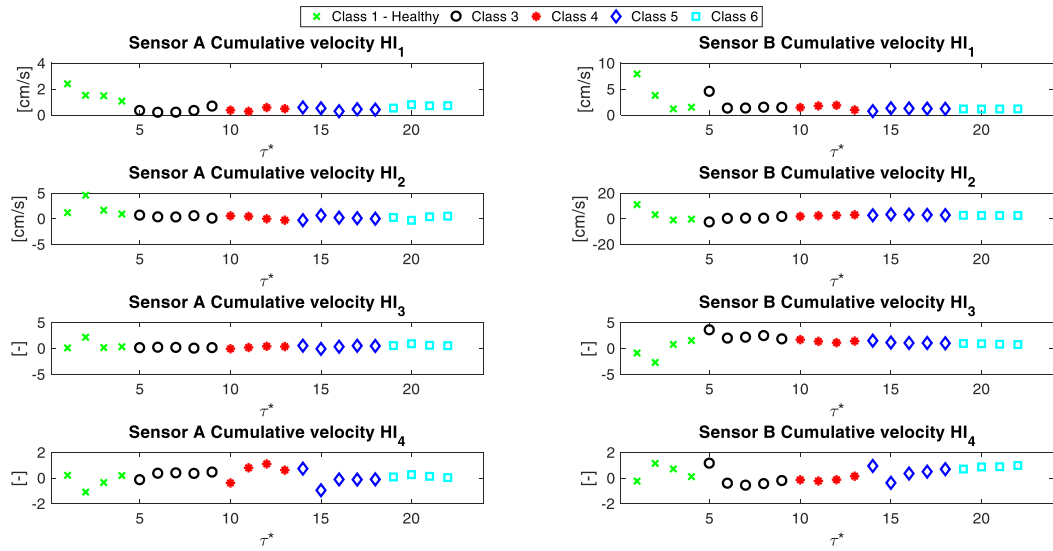 Class 1 - Healthy Class 3 Class 4 Class 5 Class 6
Sensor A Cumulative velocity HI₁
[cm/s]
4
2
0
5 10 15 20
τ*
Sensor B Cumulative velocity HI₁
[cm/s]
10
5
0
5 10 15 20
τ*
Sensor A Cumulative velocity HI₂
[cm/s]
5
0
-5
5 10 15 20
τ*
Sensor B Cumulative velocity HI₂
[cm/s]
20
0
-20
5 10 15 20
τ*
Sensor A Cumulative velocity HI₃
[-]
5
0
-5
5 10 15 20
τ*
Sensor B Cumulative velocity HI₃
[-]
5
0
-5
5 10 15 20
τ*
Sensor A Cumulative velocity HI₄
[-]
2
0
-2
5 10 15 20
τ*
Sensor B Cumulative velocity HI₄
[-]
2
0
-2
5 10 15 20
τ*